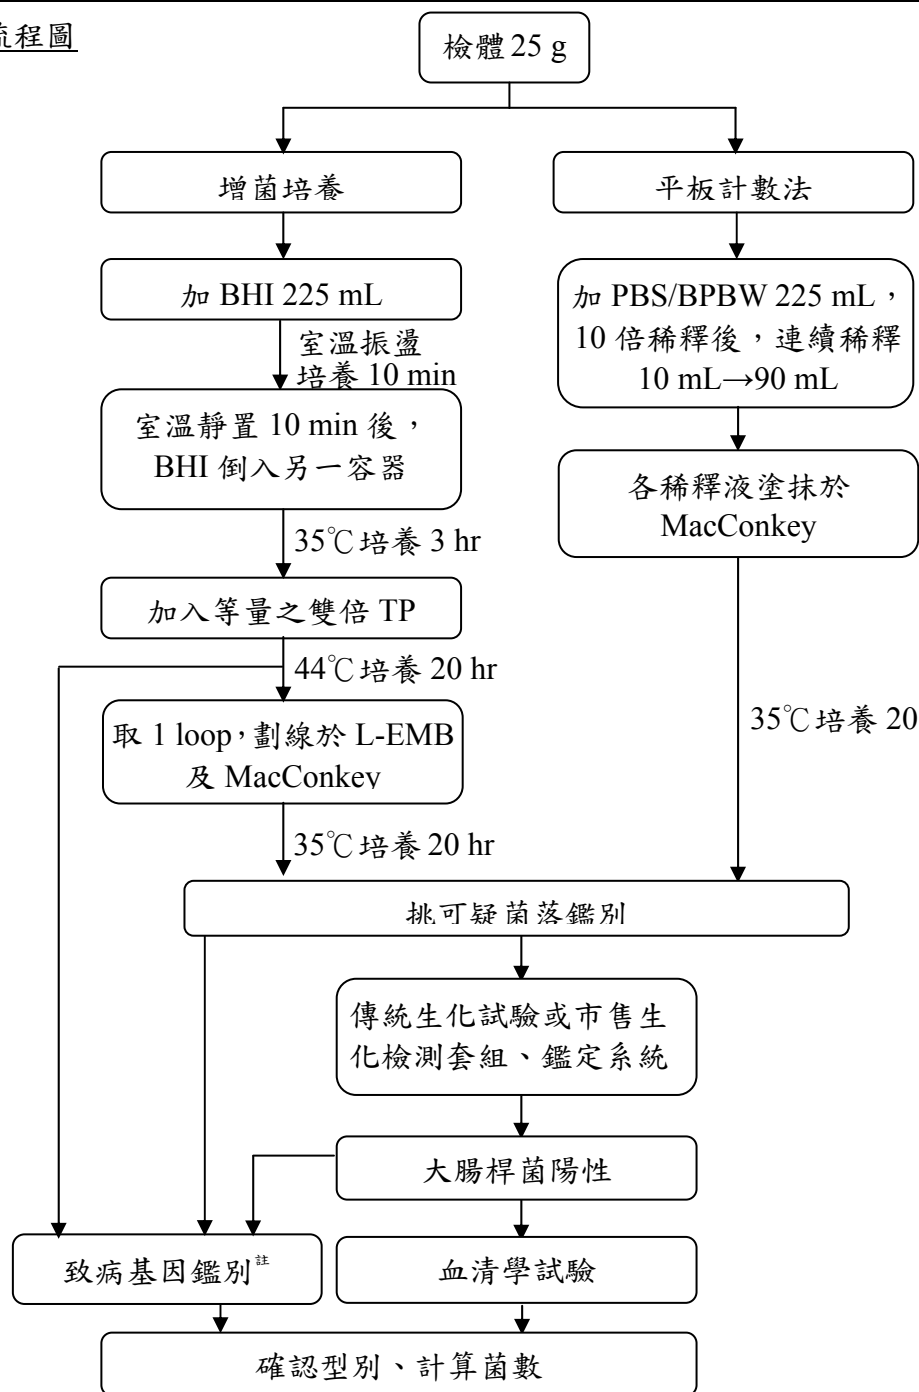 流程圖
檢體 25 g
增菌培養
平板計數法
加 BHI 225 mL
加 PBS/BPBW 225 mL，
10 倍稀釋後，連續稀釋
10 mL→90 mL
室溫振盪
培養 10 min
室溫靜置 10 min 後，
BHI 倒入另一容器
各稀釋液塗抹於
MacConkey
35℃培養 3 hr
加入等量之雙倍 TP
44℃培養 20 hr
取 1 loop，劃線於 L-EMB
及 MacConkey
35℃培養 20
35℃培養 20 hr
挑可疑菌落鑑別
傳統生化試驗或市售生
化檢測套組、鑑定系統
大腸桿菌陽性
致病基因鑑別註
血清學試驗
確認型別、計算菌數